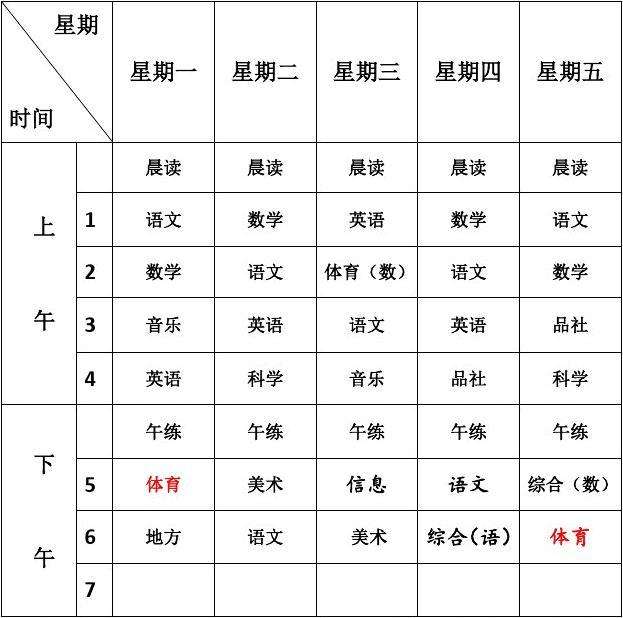 星期
时间
星期一 星期二 星期三 星期四 星期五
上午
晨读 晨读 晨读 晨读 晨读
1 语文 数学 英语 数学 语文
2 数学 语文 体育（数） 语文 数学
3 音乐 英语 语文 英语 品社
4 英语 科学 音乐 品社 科学
下午
午练 午练 午练 午练 午练
5 体育 美术 信息 语文 综合（数）
6 地方 语文 美术 综合(语) 体育
7